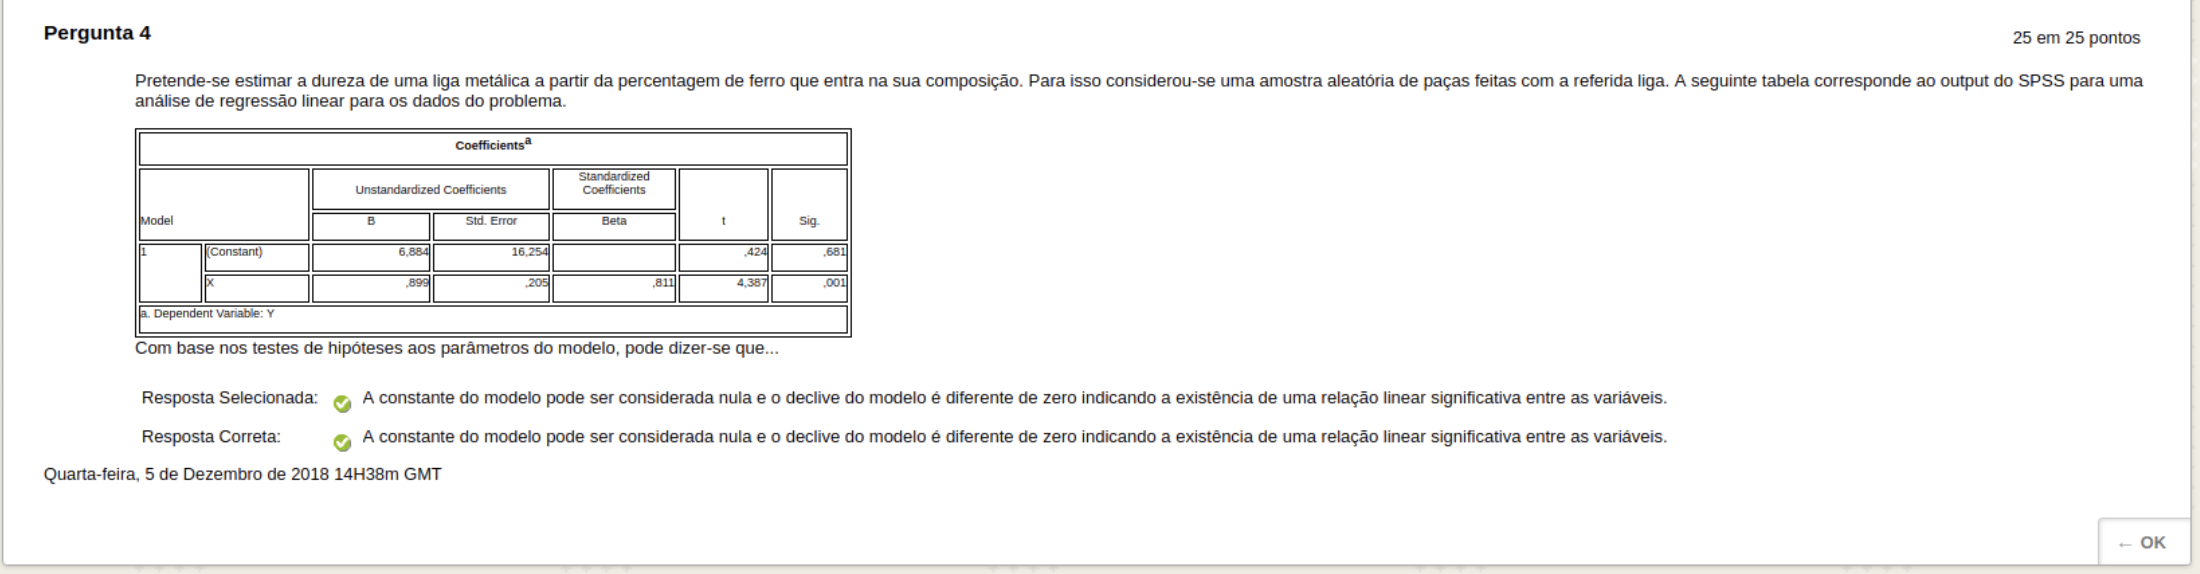 Pergunta 4
25 em 25 pontos
Pretende-se estimar a dureza de uma liga metálica a partir da percentagem de ferro que entra na sua composição. Para isso considerou-se uma amostra aleatória de paças feitas com a referida liga. A seguinte tabela corresponde ao output do SPSS para uma
análise de regressão linear para os dados do problema.
Coefficientsa
Model Unstandardized Coefficients Standardized Coefficients t Sig.
B Std. Error Beta
1 (Constant) 6,884 16,254 ,424 ,681
X ,899 ,205 ,811 4,387 ,001
a. Dependent Variable: Y
Com base nos testes de hipóteses aos parâmetros do modelo, pode dizer-se que...
Resposta Selecionada: A constante do modelo pode ser considerada nula e o declive do modelo é diferente de zero indicando a existência de uma relação linear significativa entre as variáveis.
Resposta Correta: A constante do modelo pode ser considerada nula e o declive do modelo é diferente de zero indicando a existência de uma relação linear significativa entre as variáveis.
Quarta-feira, 5 de Dezembro de 2018 14H38m GMT
← OK